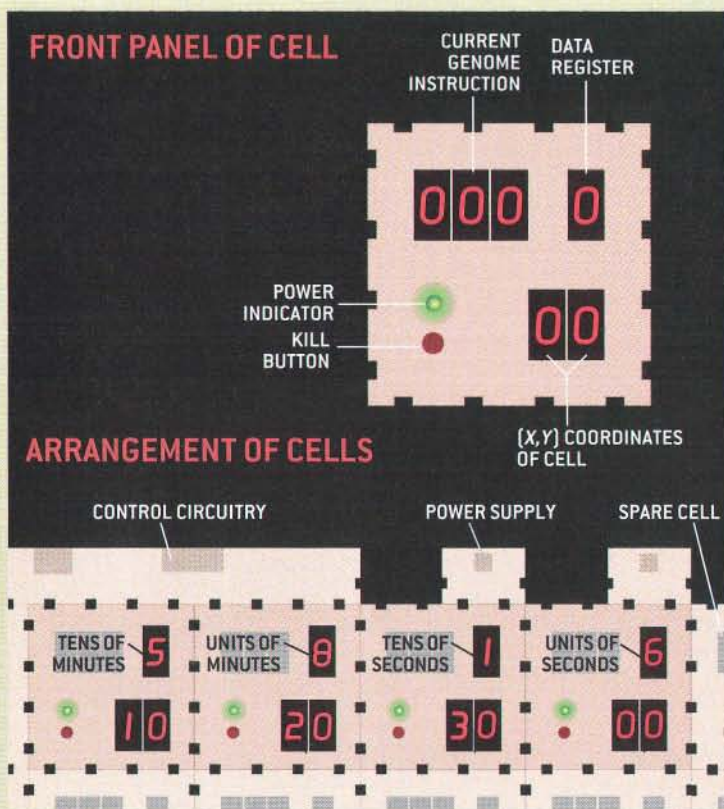 FRONT PANEL OF CELL
CURRENT
GENOME
INSTRUCTION
DATA
REGISTER
000 0
POWER
INDICATOR
KILL
BUTTON
00
(X,Y) COORDINATES
OF CELL
ARRANGEMENT OF CELLS
CONTROL CIRCUITRY
POWER SUPPLY
SPARE CELL
TENS OF
MINUTES
5
UNITS OF
MINUTES
8
TENS OF
SECONDS
1
UNITS OF
SECONDS
6
10
20
30
00